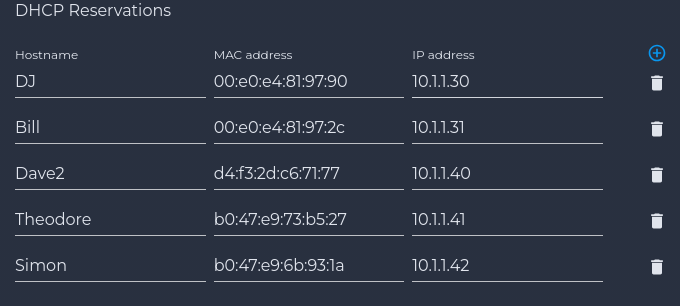 DHCP Reservations
Hostname MAC address IP address
DJ 00:e0:e4:81:97:90 10.1.1.30
Bill 00:e0:e4:81:97:2c 10.1.1.31
Dave2 d4:f3:2d:c6:71:77 10.1.1.40
Theodore b0:47:e9:73:b5:27 10.1.1.41
Simon b0:47:e9:6b:93:1a 10.1.1.42